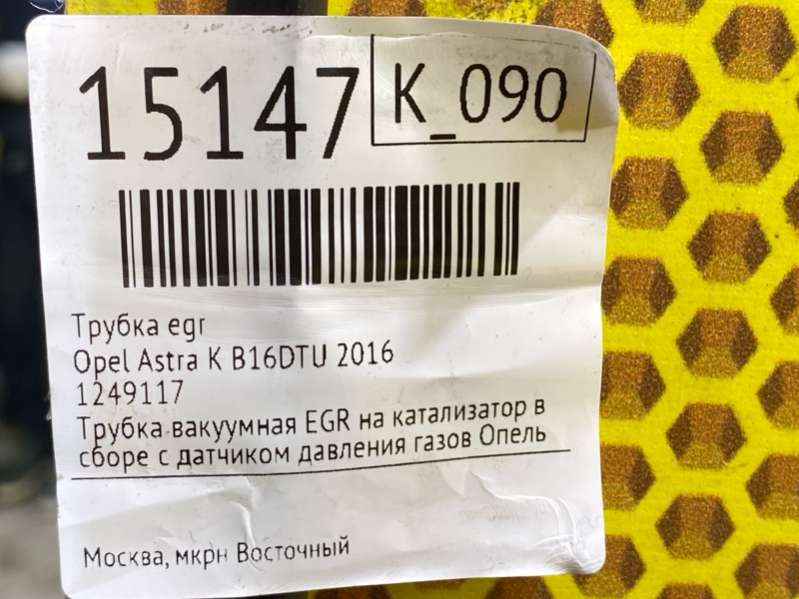 15147 K_090
Трубка egr
Opel Astra K B16DTU 2016
1249117
Трубка вакуумная EGR на катализатор в
сборе с датчиком давления газов Опель
Москва, мкрн Восточный